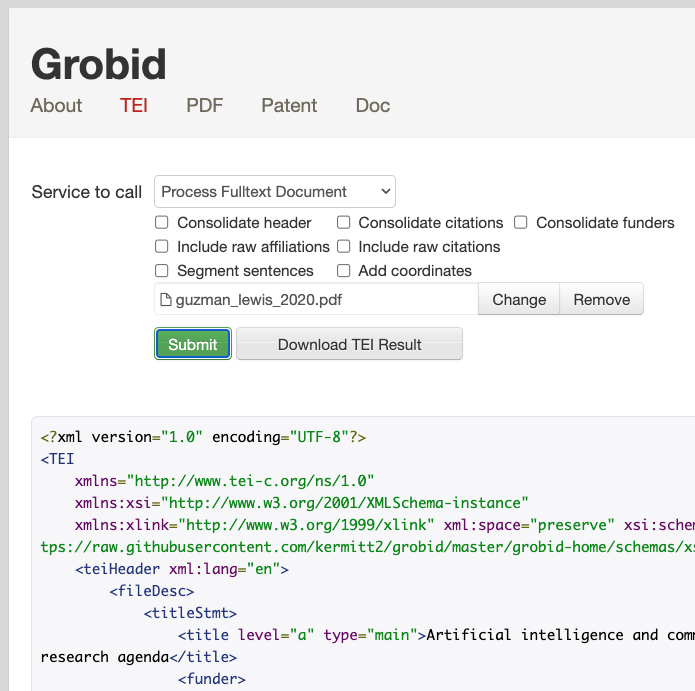 Grobid
About TEI PDF Patent Doc
Service to call Process Fulltext Document
Consolidate header Consolidate citations Consolidate funders
Include raw affiliations Include raw citations
Segment sentences Add coordinates
guzman_lewis_2020.pdf Change Remove
Submit Download TEI Result
<?xml version="1.0" encoding="UTF-8"?>
<TEI
xmlns="http://www.tei-c.org/ns/1.0"
xmlns:xsi="http://www.w3.org/2001/XMLSchema-instance"
xmlns:xlink="http://www.w3.org/1999/xlink" xml:space="preserve"
tps://raw.githubusercontent.com/kermitt2/grobid/master/grobid-home/schemas/
<teiHeader xml:lang="en">
<fileDesc>
<titleStmt>
<title level="a" type="main">Artificial intelligence and
research agenda</title>
<funder>